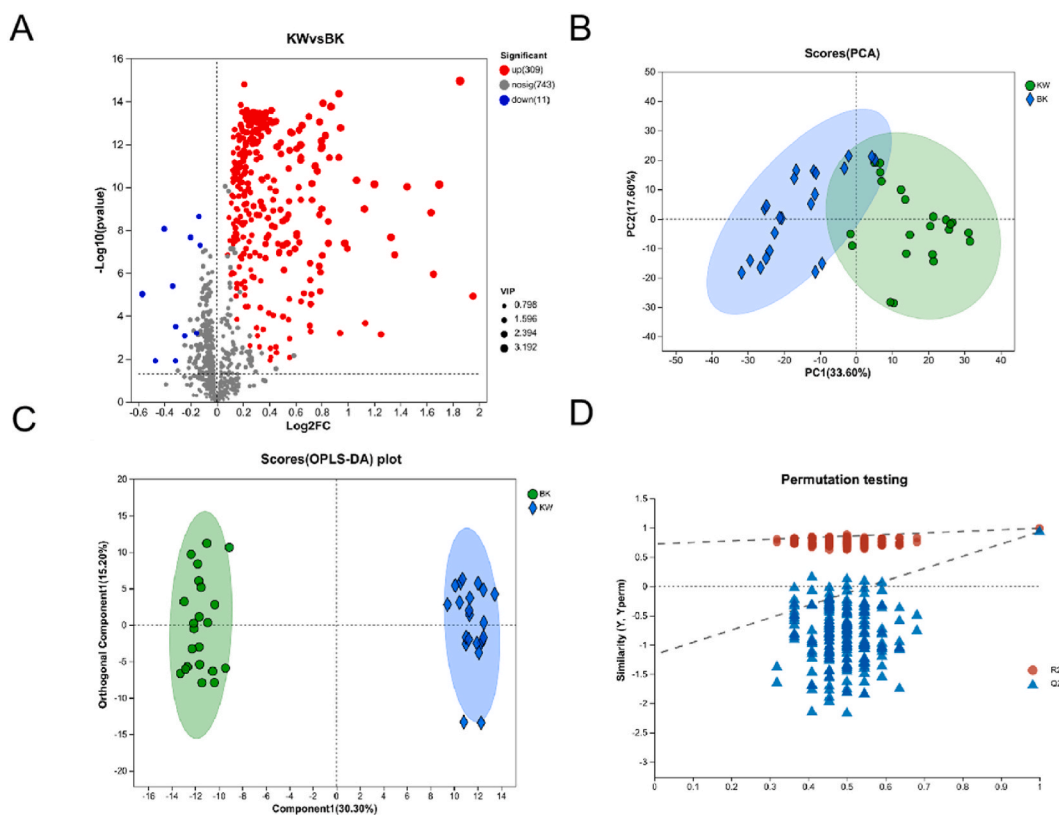 A
KWvsBK
Significant
up(309)
nosig(743)
down(11)
VIP
0.798
1.596
2.394
3.192
-Log10(pvalue)
16
14
12
10
8
6
4
2
0
-0.6 -0.4 -0.2 0 0.2 0.4 0.6 0.8 1 1.2 1.4 1.6 1.8 2
Log2FC
B
Scores(PCA)
KW
BK
PC2(17.60%)
50
40
30
20
10
0
-10
-20
-30
-40
-50 -40 -30 -20 -10 0 10 20 30 40
PC1(33.60%)
C
Scores(OPLS-DA) plot
BK
KW
Orthogonal Component1(15.20%)
20
15
10
5
0
-5
-10
-15
-20
-16 -14 -12 -10 -8 -6 -4 -2 0 2 4 6 8 10 12 14
Component1(30.30%)
D
Permutation testing
Similarity (Y, Yperm)
1.5
1
0.5
0
-0.5
-1
-1.5
-2
-2.5
-3
0 0.1 0.2 0.3 0.4 0.5 0.6 0.7 0.8 0.9 1